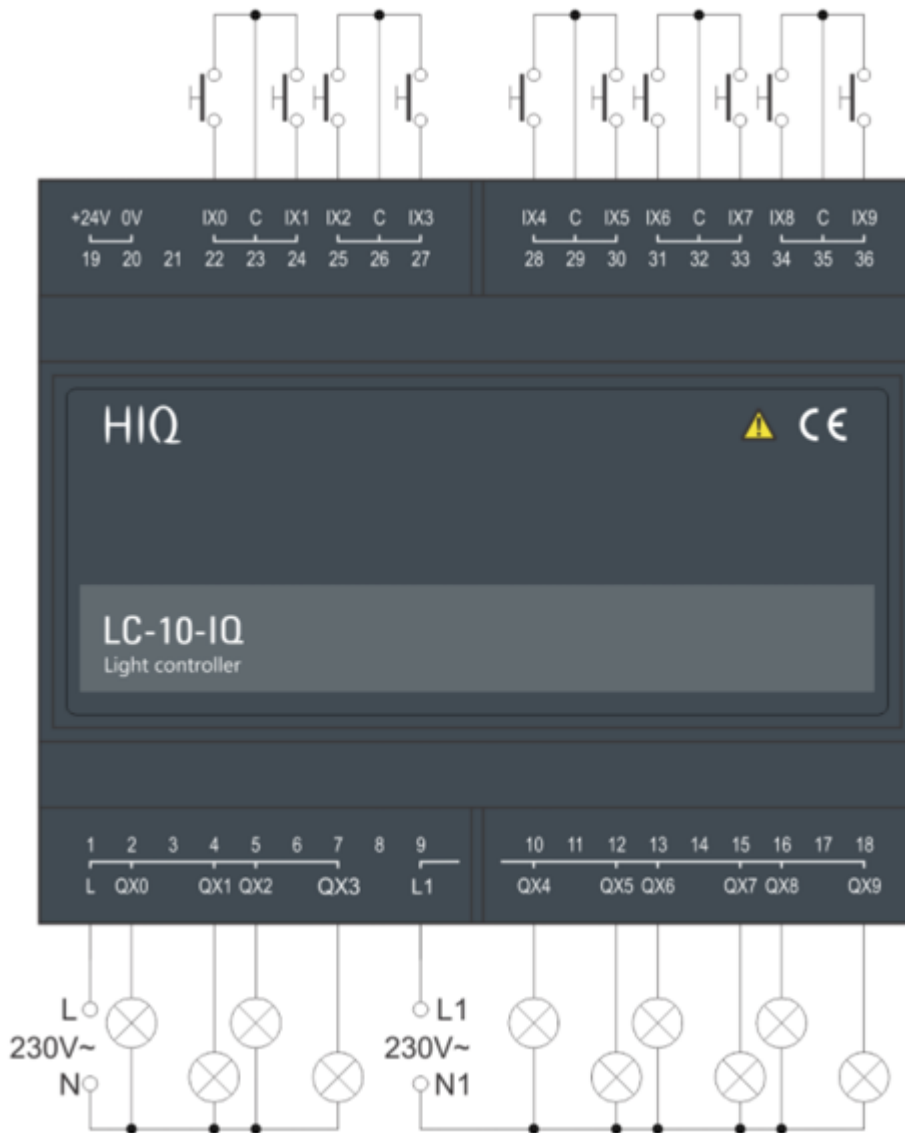 +24V 0V IX0 C IX1 IX2 C IX3 IX4 C IX5 IX6 C IX7 IX8 C IX9
19 20 21 22 23 24 25 26 27 28 29 30 31 32 33 34 35 36
HIQ
CE
LC-10-IQ
Light controller
1 2 3 4 5 6 7 8 9 10 11 12 13 14 15 16 17 18
L QX0 QX1 QX2 QX3 L1 QX4 QX5 QX6 QX7 QX8 QX9
L L1
230V~ 230V~
N N1